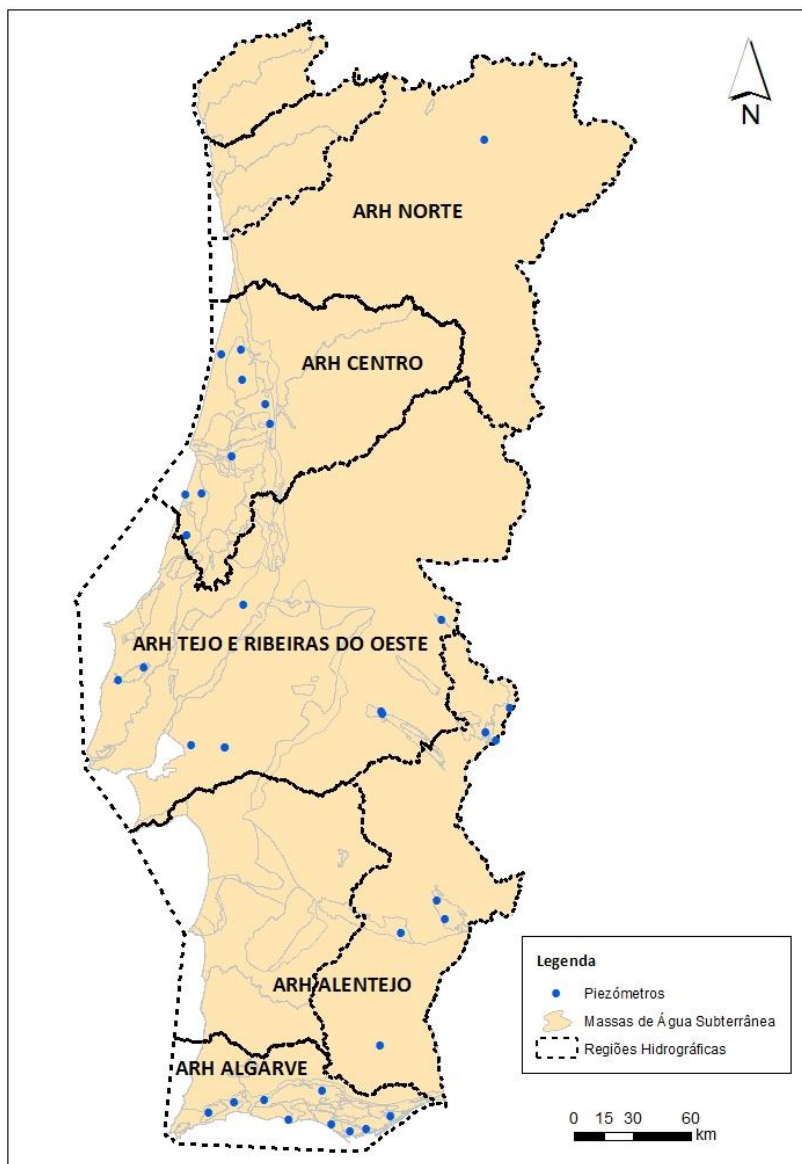 N
ARH NORTE
ARH CENTRO
ARH TEJO E RIBEIRAS DO OESTE
ARH ALENTEJO
ARH ALGARVE
Legenda
Piezómetros
Massas de Água Subterrânea
Regiões Hidrográficas
0 15 30 60
km